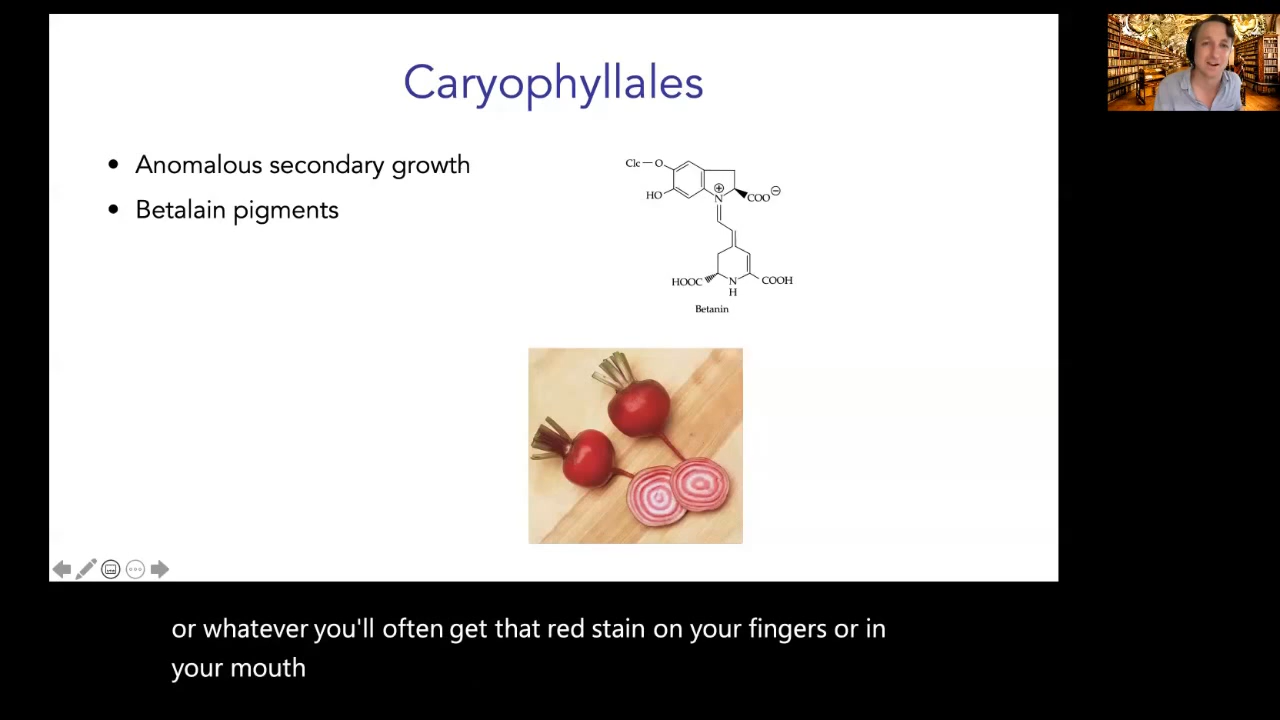 Caryophyllales
• Anomalous secondary growth
• Betalain pigments
Clc—O
HO
N
COO
HOOC
N
H
COOH
Betanin
or whatever you'll often get that red stain on your fingers or in
your mouth